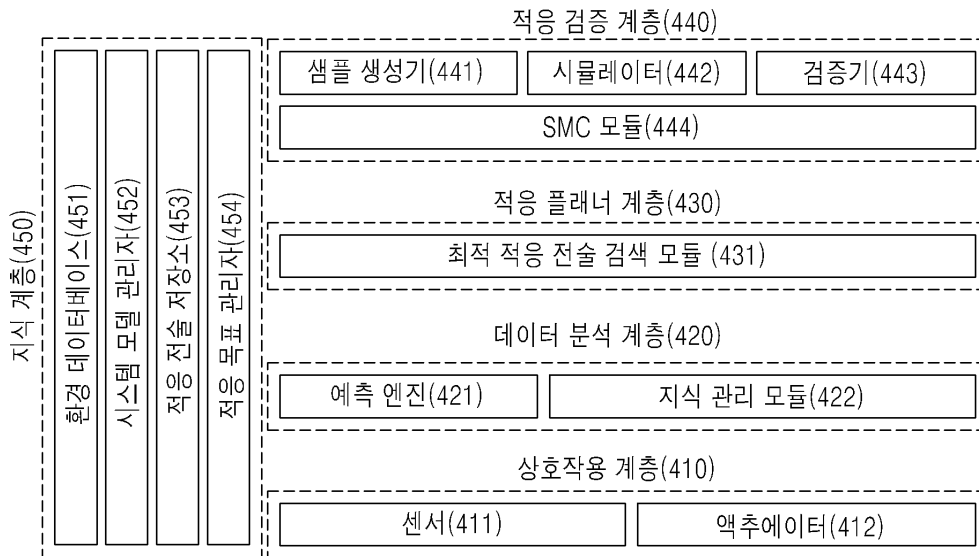 적응 검증 계층(440)
샘플 생성기(441)
시뮬레이터(442)
검증기(443)
SMC 모듈(444)
적응 플래너 계층(430)
최적 적응 전술 검색 모듈 (431)
데이터 분석 계층(420)
예측 엔진(421)
지식 관리 모듈(422)
상호작용 계층(410)
센서(411)
액추에이터(412)
지식 계층(450)
환경 데이터베이스(451)
시스템 모델 관리자(452)
적응 전술 저장소(453)
적응 목표 관리자(454)